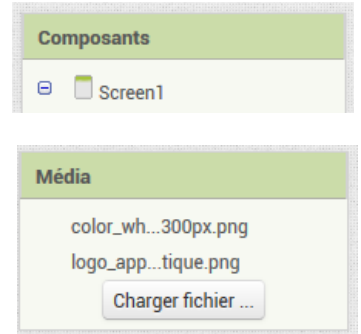 Composants
Screen1
Média
color_wh...300px.png
logo_app...tique.png
Charger fichier ...